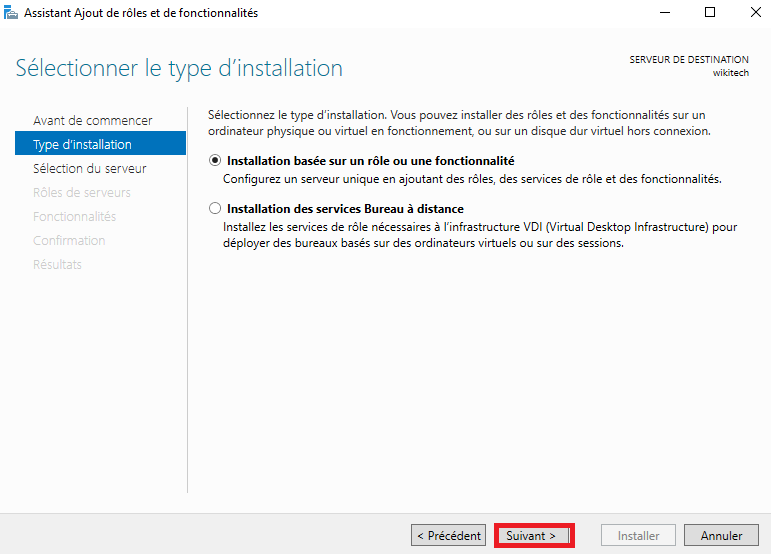 Assistant Ajout de rôles et de fonctionnalités
Sélectionner le type d'installation
SERVEUR DE DESTINATION
wikitech
Avant de commencer
Type d'installation
Sélection du serveur
Rôles de serveurs
Fonctionnalités
Confirmation
Résultats
Sélectionnez le type d'installation. Vous pouvez installer des rôles et des fonctionnalités sur un
ordinateur physique ou virtuel en fonctionnement, ou sur un disque dur virtuel hors connexion.
Installation basée sur un rôle ou une fonctionnalité
Configurez un serveur unique en ajoutant des rôles, des services de rôle et des fonctionnalités.
Installation des services Bureau à distance
Installez les services de rôle nécessaires à l'infrastructure VDI (Virtual Desktop Infrastructure) pour
déployer des bureaux basés sur des ordinateurs virtuels ou sur des sessions.
< Précédent
Suivant >
Installer
Annuler